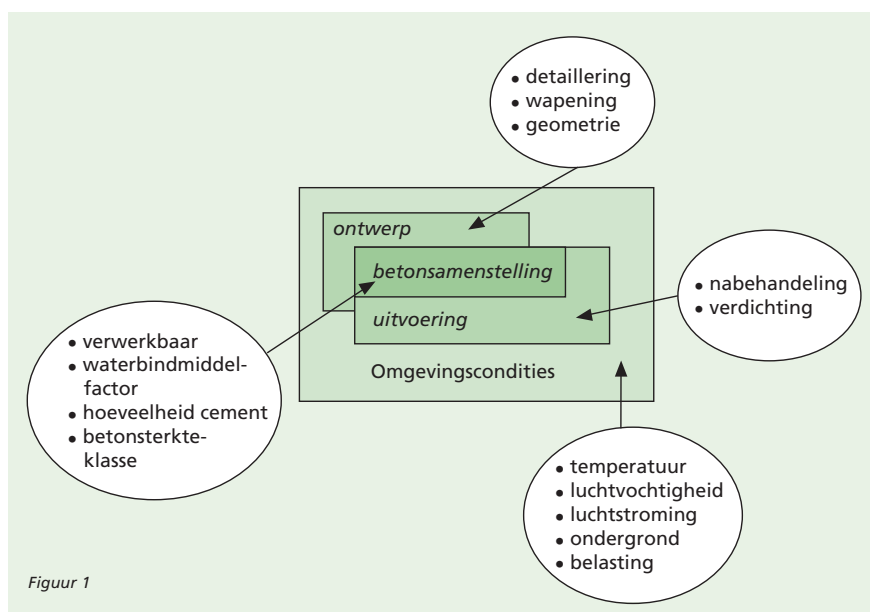 • detaillering
• wapening
• geometrie
ontwerp
betonsamenstelling
uitvoering
Omgevingscondities
• nabehandeling
• verdichting
• verwerkbaar
• waterbindmiddel-
factor
• hoeveelheid cement
• betonsterkte-
klasse
• temperatuur
• luchtvochtigheid
• luchtstroming
• ondergrond
• belasting
Figuur 1